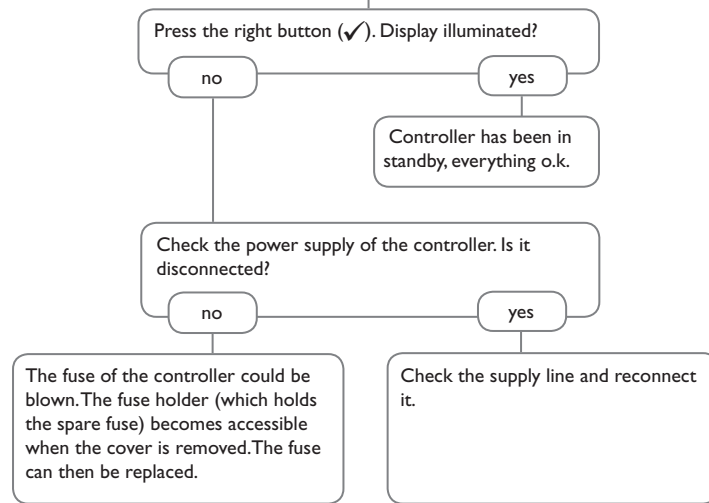 Press the right button (✓). Display illuminated?
no
yes
Controller has been in
standby, everything o.k.
Check the power supply of the controller. Is it
disconnected?
no
yes
The fuse of the controller could be
blown. The fuse holder (which holds
the spare fuse) becomes accessible
when the cover is removed. The fuse
can then be replaced.
Check the supply line and reconnect
it.